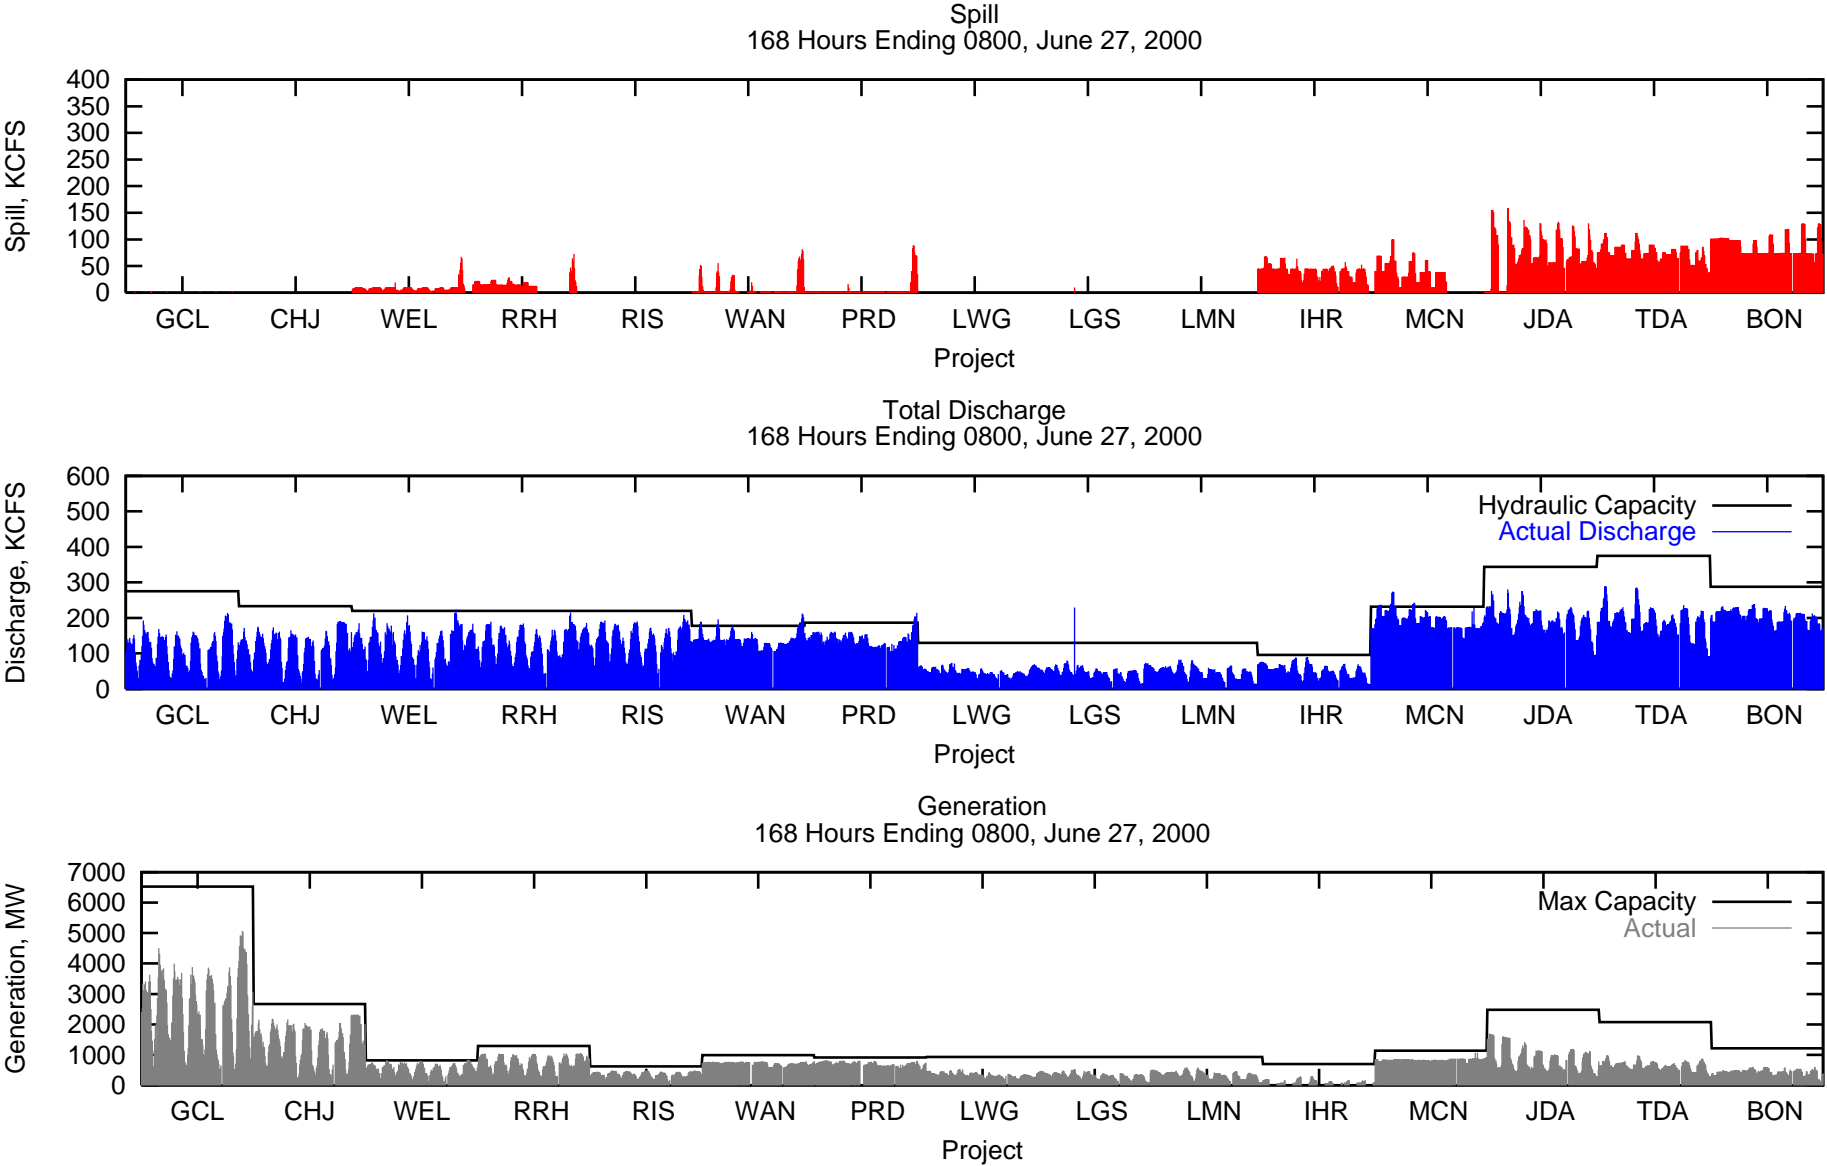 Spill
168 Hours Ending 0800, June 27, 2000
400
350
300
250
200
150
100
50
0
Spill, KCFS
GCL CHJ WEL RRH RIS WAN PRD LWG LGS LMN IHR MCN JDA TDA BON
Project
Total Discharge
168 Hours Ending 0800, June 27, 2000
600
500
400
300
200
100
0
Discharge, KCFS
Hydraulic Capacity
Actual Discharge
GCL CHJ WEL RRH RIS WAN PRD LWG LGS LMN IHR MCN JDA TDA BON
Project
Generation
168 Hours Ending 0800, June 27, 2000
7000
6000
5000
4000
3000
2000
1000
0
Generation, MW
Max Capacity
Actual
GCL CHJ WEL RRH RIS WAN PRD LWG LGS LMN IHR MCN JDA TDA BON
Project